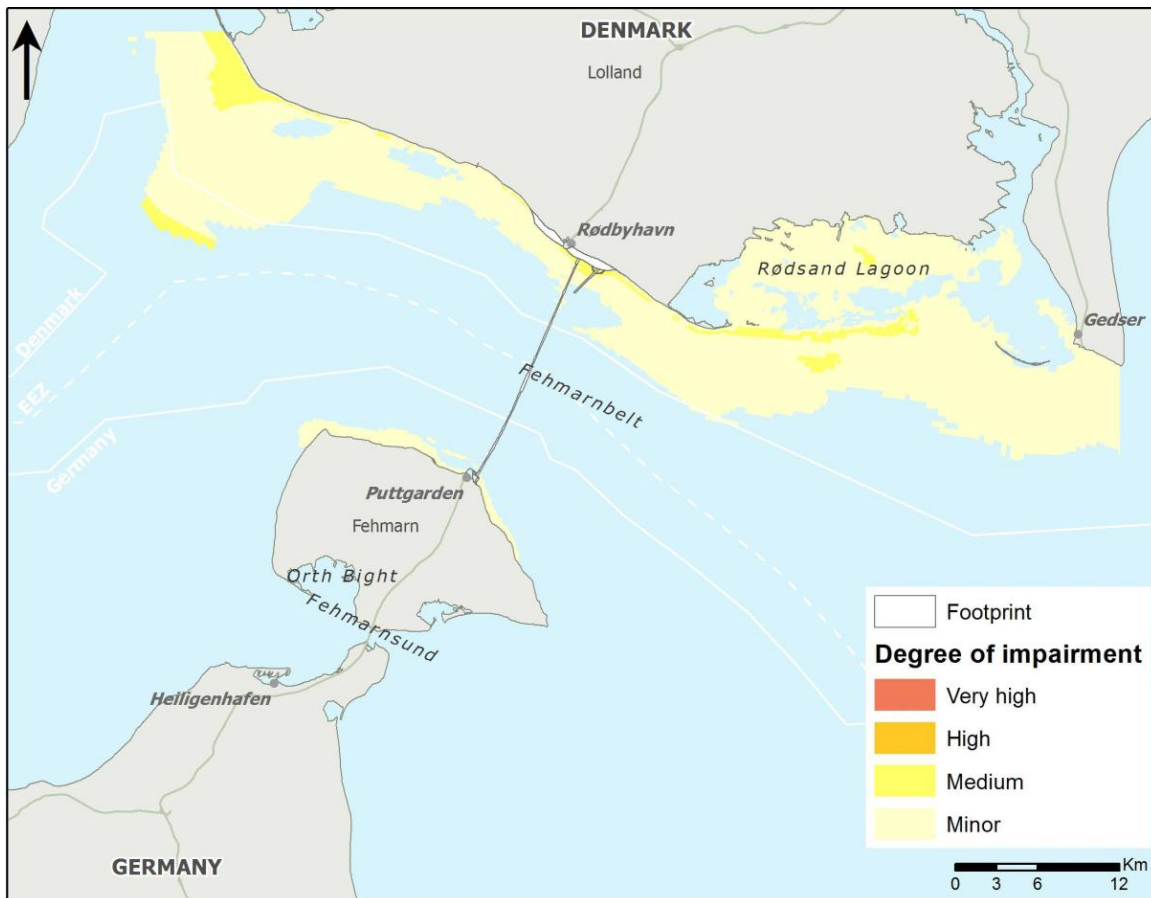 DENMARK
Lolland
Rødbyhavn
Rødsand Lagoon
Gedser
Denmark
EEZ
Germany
Fehmarnbelt
Puttgarden
Fehmarn
Orth Bight
Fehmarnsund
Heiligenhafen
GERMANY
Footprint
Degree of impairment
Very high
High
Medium
Minor
Km
0 3 6 12